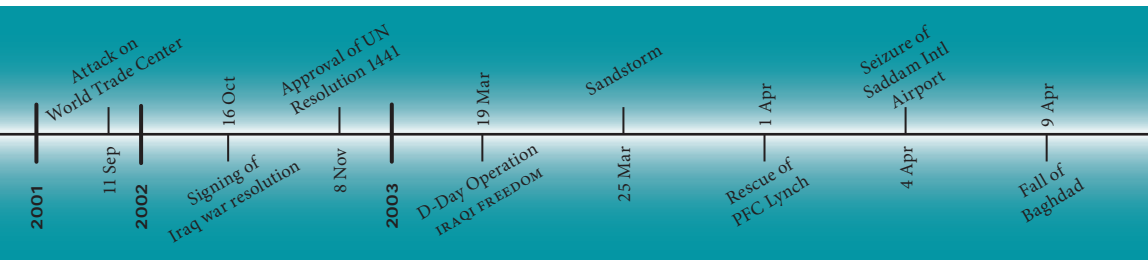 2001
Attack on
World Trade Center
11 Sep
2002
16 Oct
Signing of
Iraq war resolution
Approval of UN
Resolution 1441
8 Nov
2003
19 Mar
D-Day Operation
IRAQI FREEDOM
Sandstorm
25 Mar
1 Apr
Rescue of
PFC Lynch
Seizure of
Saddam Intl
Airport
4 Apr
9 Apr
Fall of
Baghdad